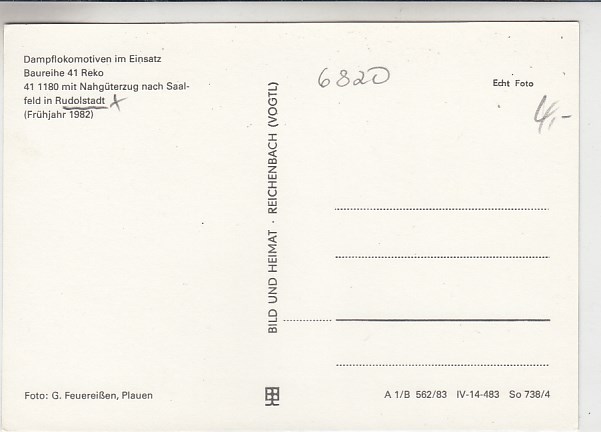 Dampflokomotiven im Einsatz
Baureihe 41 Reko
41 1180 mit Nahgüterzug nach Saal-
feld in Rudolstadt x
(Frühjahr 1982)
6820
Echt Foto
4,-
BILD UND HEIMAT · REICHENBACH (VOGTL)
Foto: G. Feuereißen, Plauen
A 1/B 562/83 IV-14-483 So 738/4